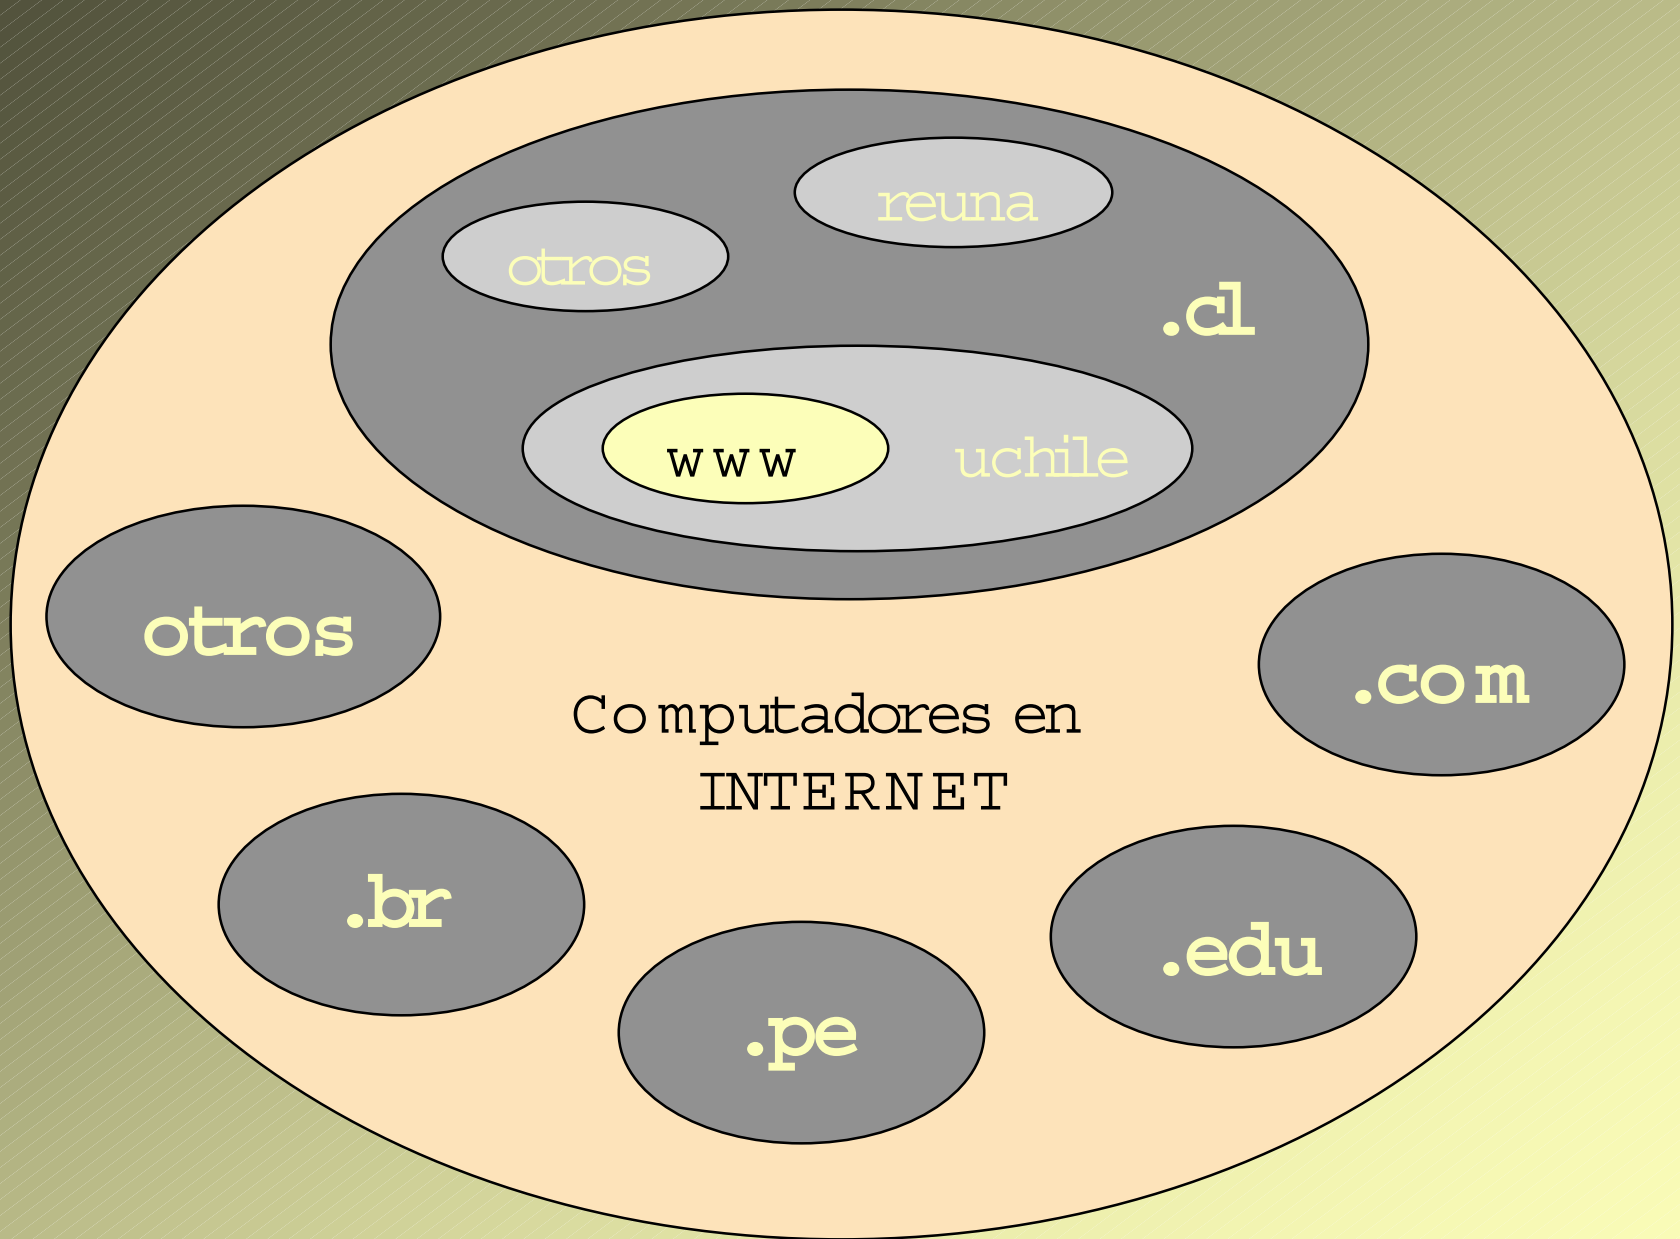 reuna
otros
.cl
www
uchile
otros
.com
Computadores en
INTERNET
.br
.edu
.pe